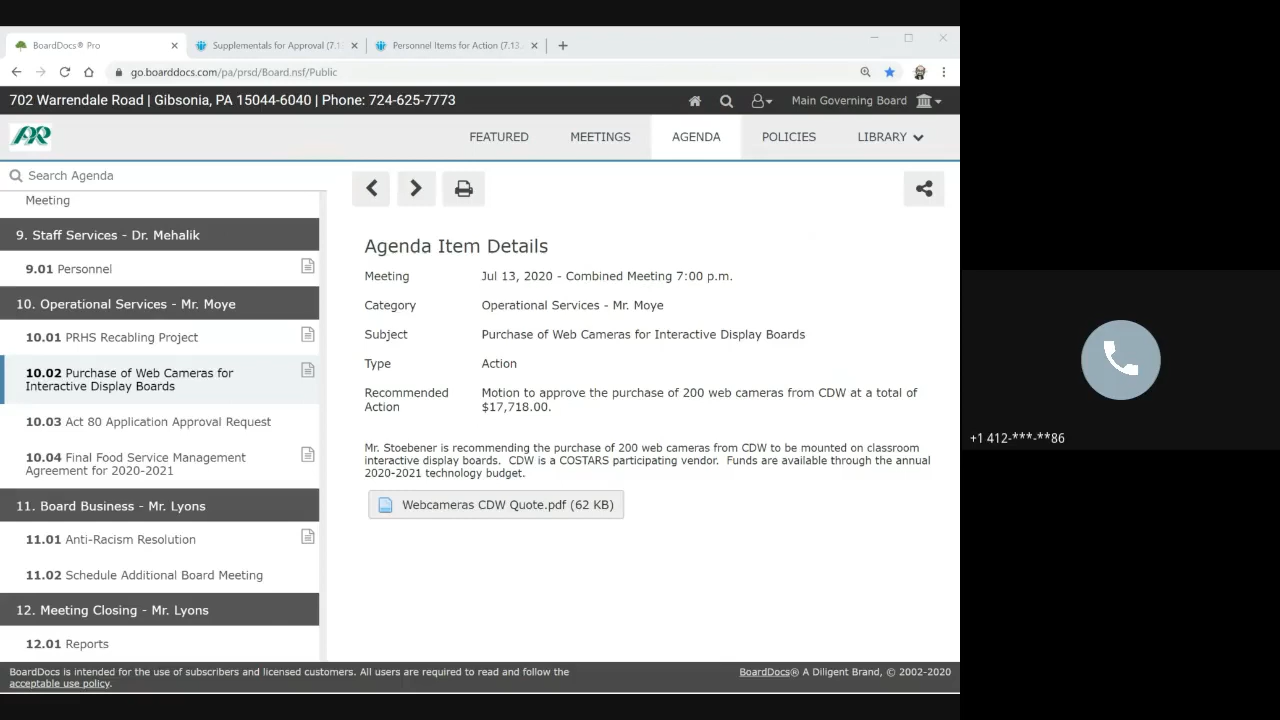 BoardDocs® Pro
Supplementals for Approval (7.1
Personnel Items for Action (7.13.
go.boarddocs.com/pa/prsd/Board.nsf/Public
702 Warrendale Road | Gibsonia, PA 15044-6040 | Phone: 724-625-7773
Main Governing Board
PR
FEATURED
MEETINGS
AGENDA
POLICIES
LIBRARY
Search Agenda
Meeting
9. Staff Services - Dr. Mehalik
9.01 Personnel
10. Operational Services - Mr. Moye
10.01 PRHS Recabling Project
10.02 Purchase of Web Cameras for
Interactive Display Boards
10.03 Act 80 Application Approval Request
10.04 Final Food Service Management
Agreement for 2020-2021
11. Board Business - Mr. Lyons
11.01 Anti-Racism Resolution
11.02 Schedule Additional Board Meeting
12. Meeting Closing - Mr. Lyons
12.01 Reports
Agenda Item Details
Meeting Jul 13, 2020 - Combined Meeting 7:00 p.m.
Category Operational Services - Mr. Moye
Subject Purchase of Web Cameras for Interactive Display Boards
Type Action
Recommended Motion to approve the purchase of 200 web cameras from CDW at a total of
Action $17,718.00.
Mr. Stoebener is recommending the purchase of 200 web cameras from CDW to be mounted on classroom
interactive display boards. CDW is a COSTARS participating vendor. Funds are available through the annual
2020-2021 technology budget.
Webcameras CDW Quote.pdf (62 KB)
+1 412-***-**86
BoardDocs is intended for the use of subscribers and licensed customers. All users are required to read and follow the
acceptable use policy.
BoardDocs® A Diligent Brand, © 2002-2020